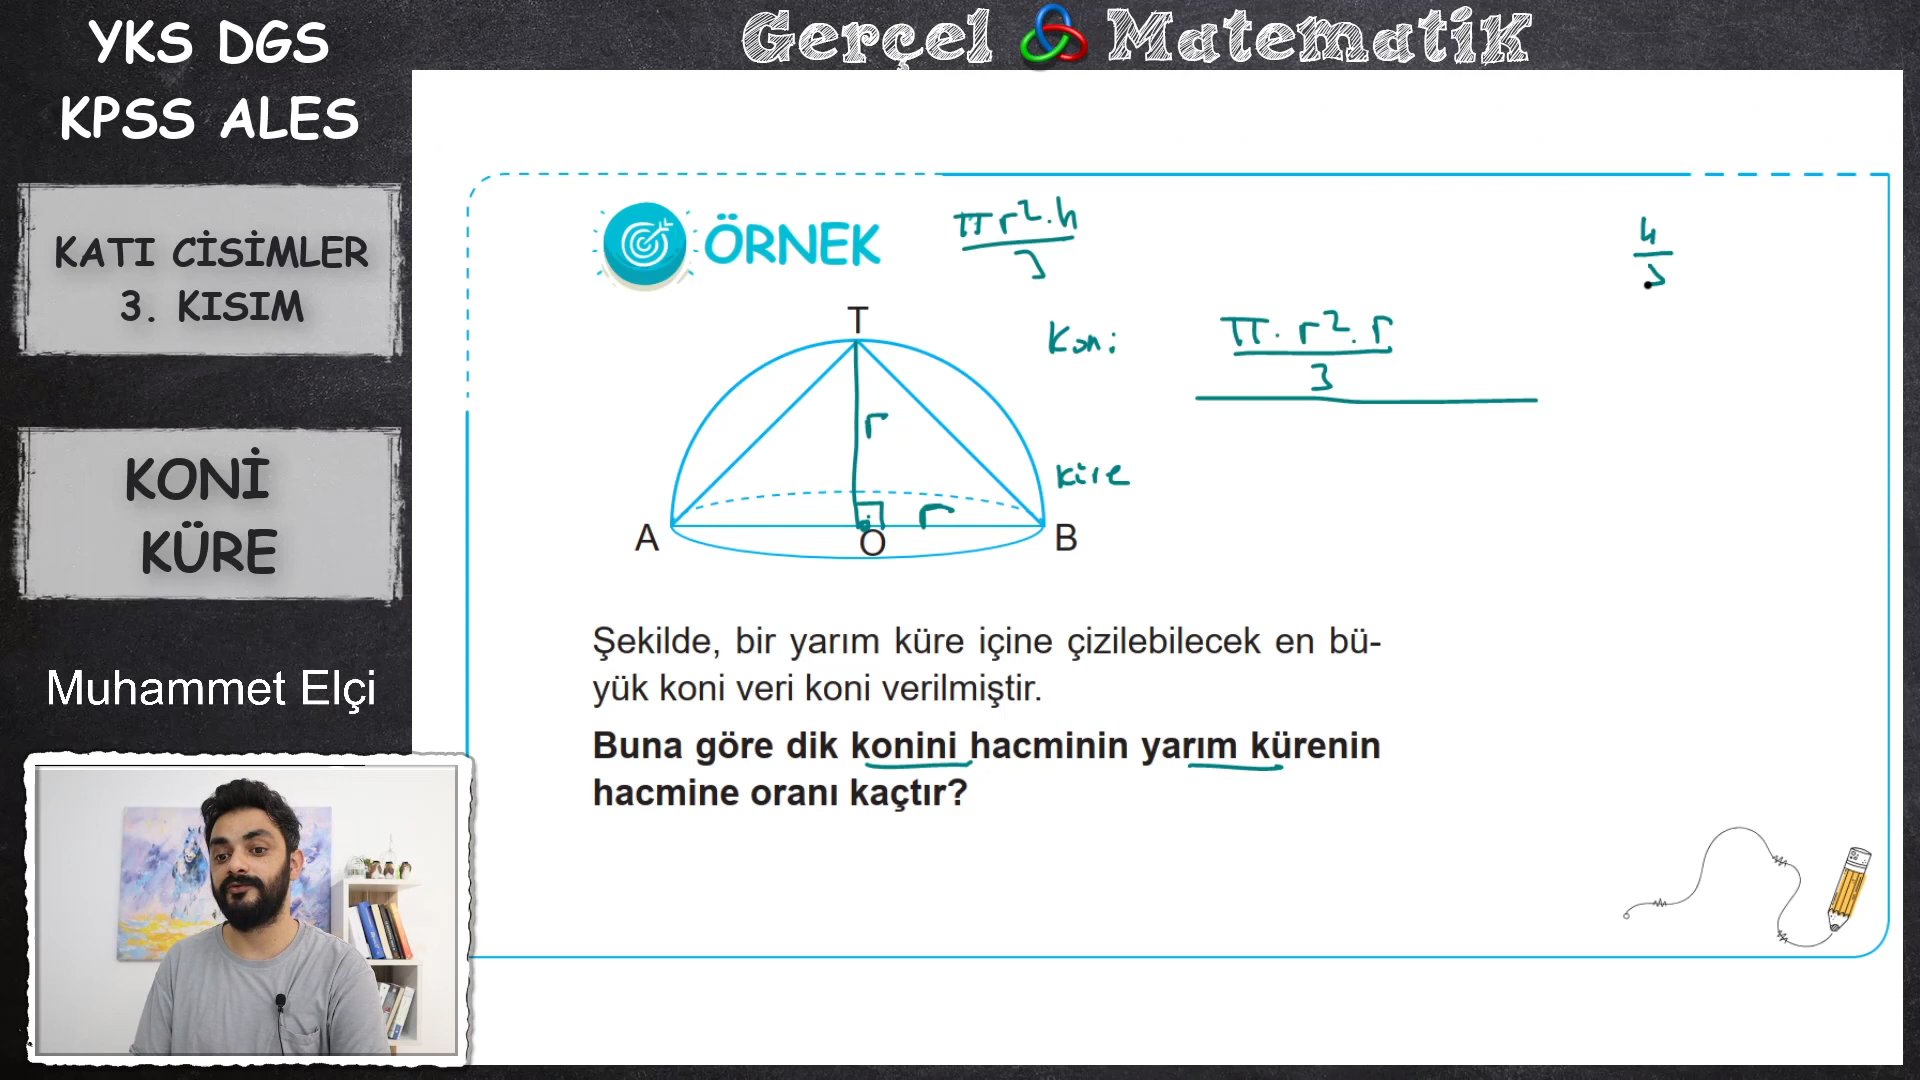 YKS DGS
KPSS ALES
Gerçel Matematik
KATI CİSİMLER
3. KISIM
KONİ
KÜRE
Muhammet Elçi
ÖRNEK
πr².h
3
4
3
T
Koni
π.r².r
3
r
Küre
r
A
O
B
Şekilde, bir yarım küre içine çizilebilecek en bü-
yük koni veri koni verilmiştir.
Buna göre dik konini hacminin yarım kürenin
hacmine oranı kaçtır?